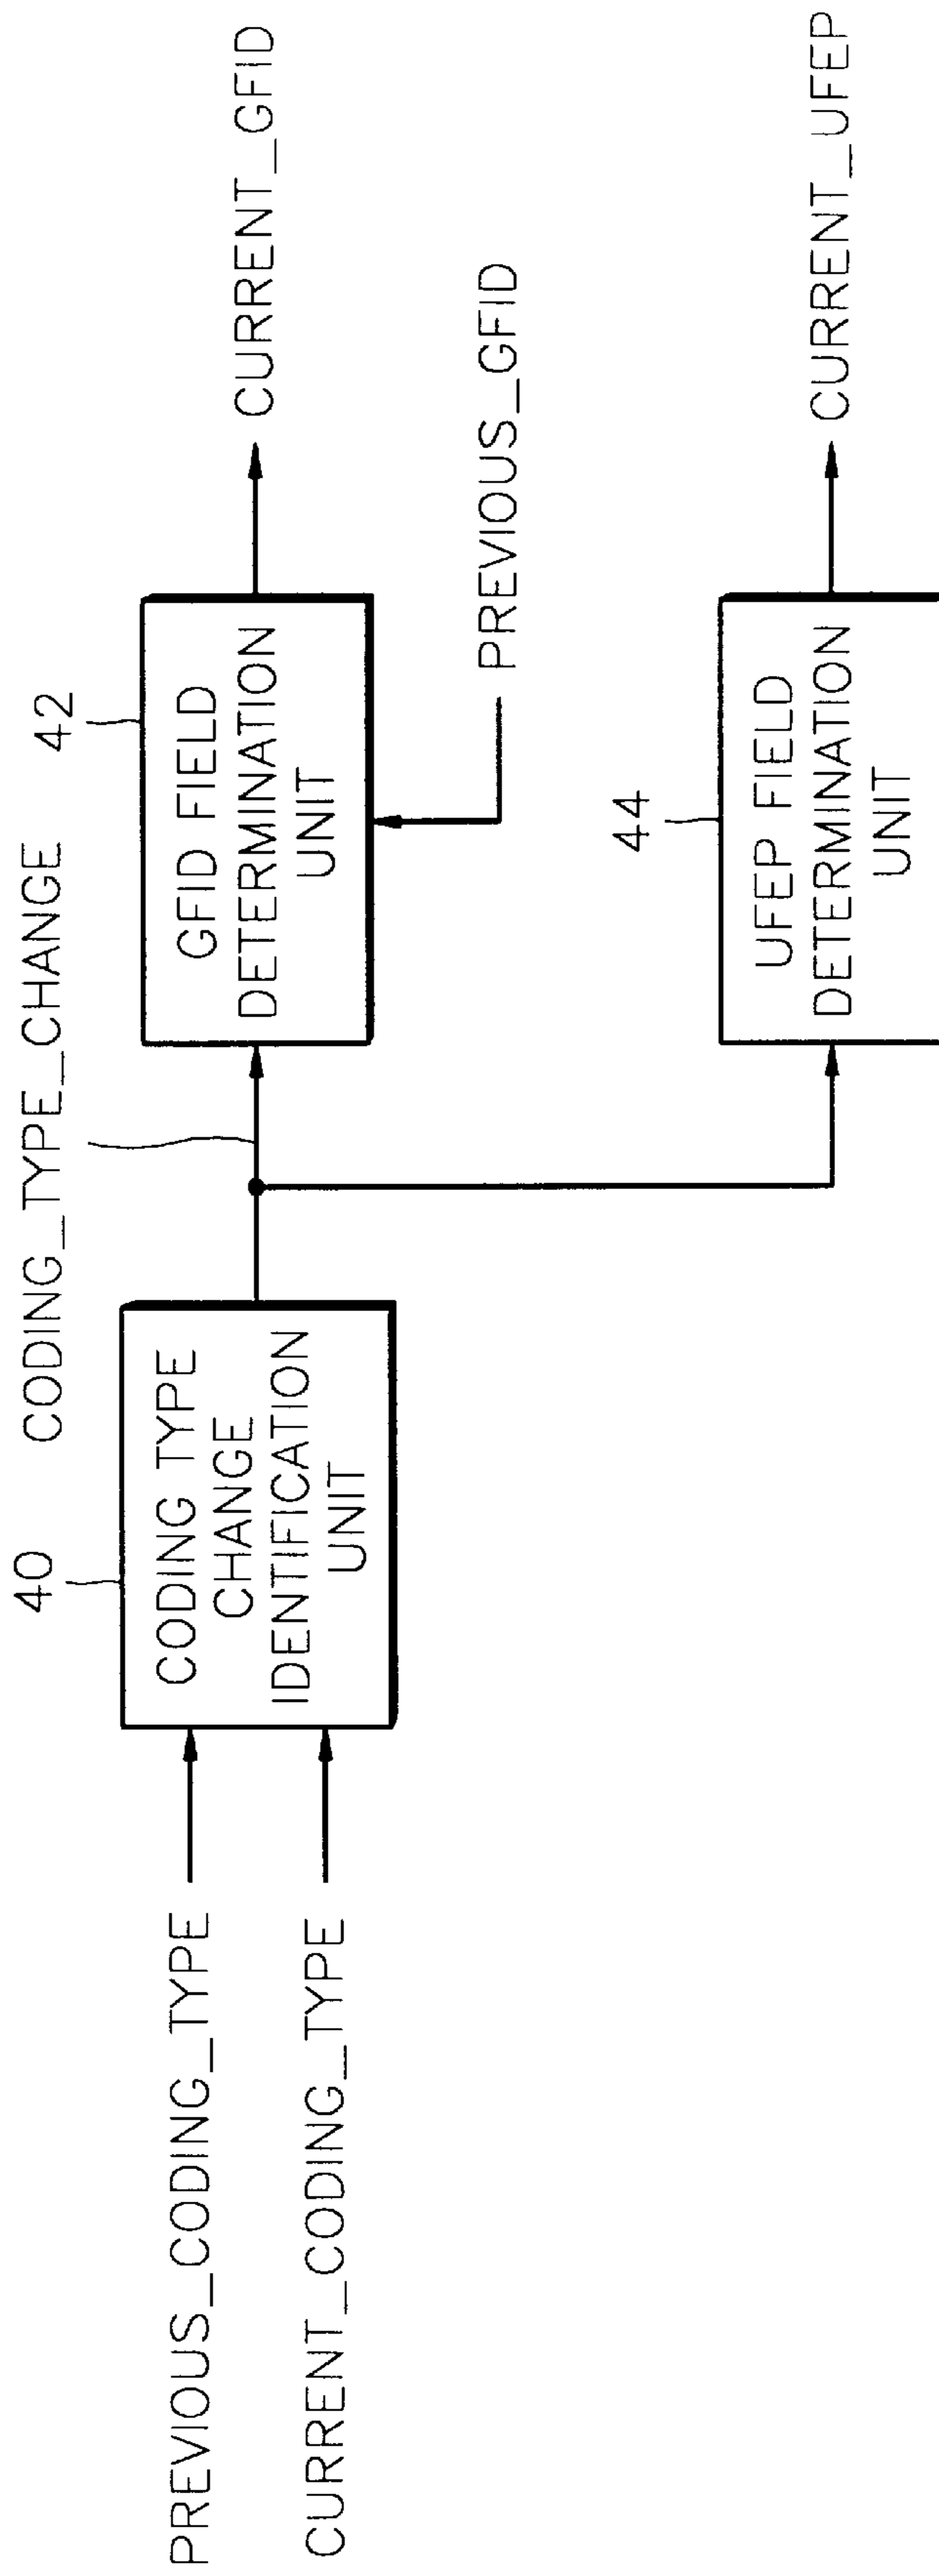 PREVIOUS_CODING_TYPE
CURRENT_CODING_TYPE
40
CODING TYPE
CHANGE
IDENTIFICATION
UNIT
CODING_TYPE_CHANGE
42
GFID FIELD
DETERMINATION
UNIT
CURRENT_GFID
PREVIOUS_GFID
44
UFEP FIELD
DETERMINATION
UNIT
CURRENT_UFEP